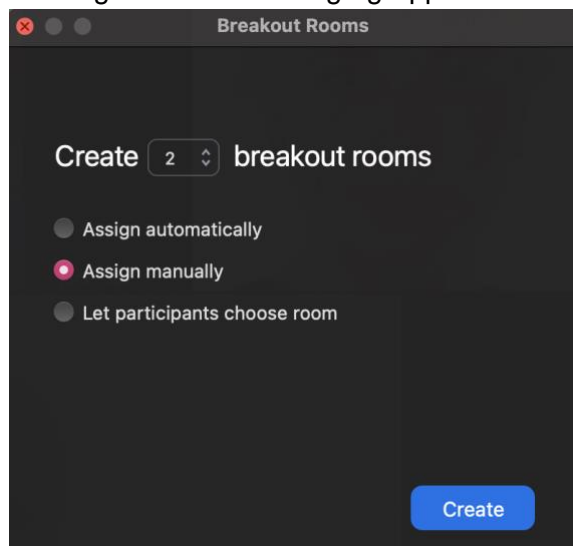 Breakout Rooms
Create 2 breakout rooms
Assign automatically
Assign manually
Let participants choose room
Create